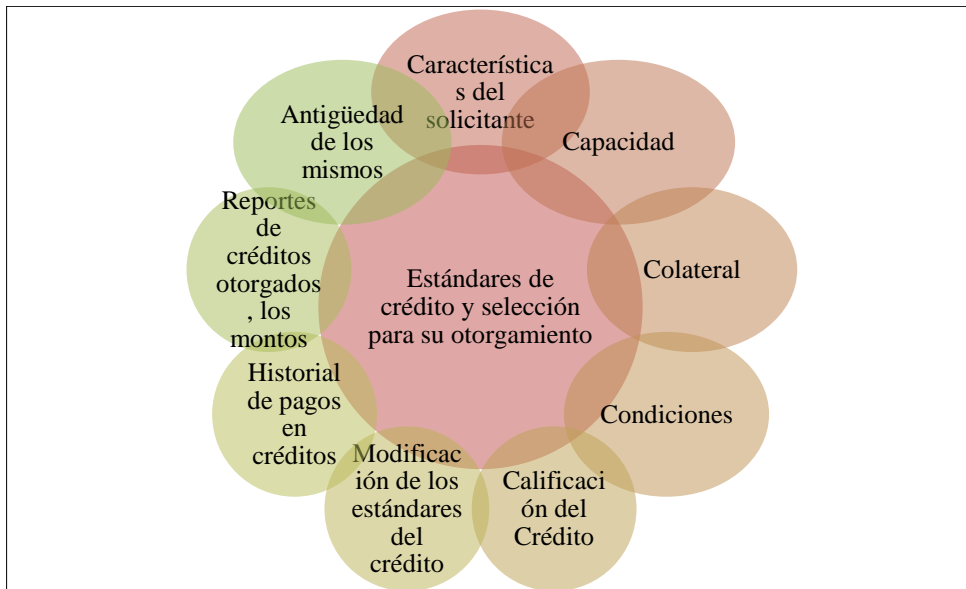 Característica
s del
solicitante
Capacidad
Colateral
Condiciones
Calificaci
ón del
Crédito
Modificac
ión de los
estándares
del
crédito
Historial
de pagos
en
créditos
Reportes
de
créditos
otorgados
, los
montos
Antigüedad
de los
mismos
Estándares de
crédito y selección
para su otorgamiento